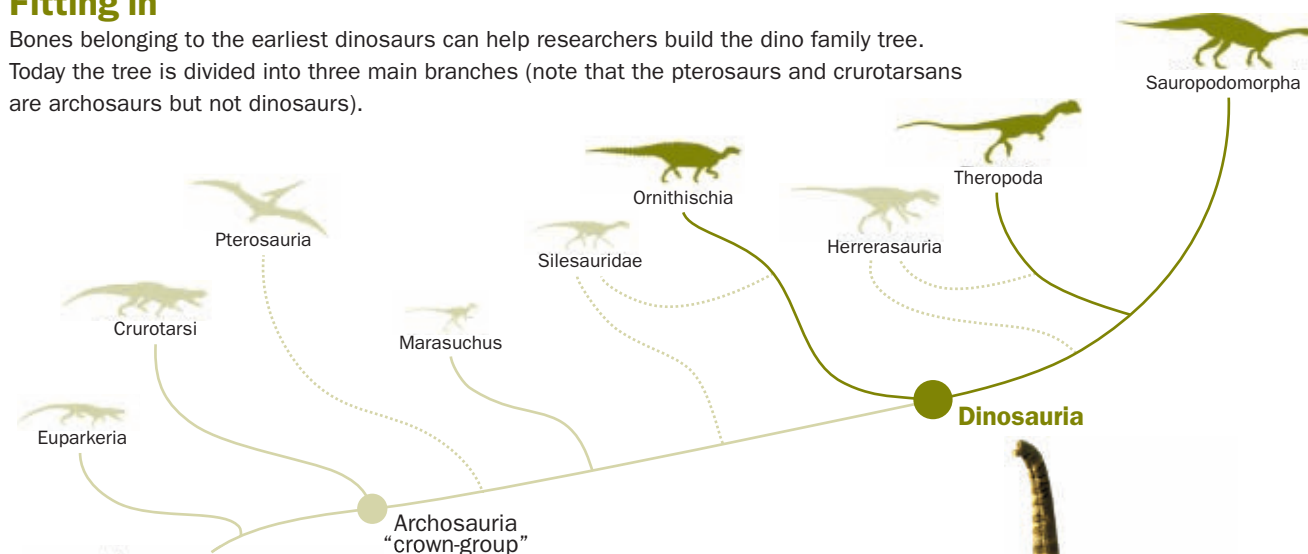 Fitting in
Bones belonging to the earliest dinosaurs can help researchers build the dino family tree.
Today the tree is divided into three main branches (note that the pterosaurs and crurotarsans
are archosaurs but not dinosaurs).
Sauropodomorpha
Theropoda
Ornithischia
Pterosauria
Herrerasauria
Silesauridae
Crurotarsi
Marasuchus
Euparkeria
Dinosauria
Archosauria
“crown-group”